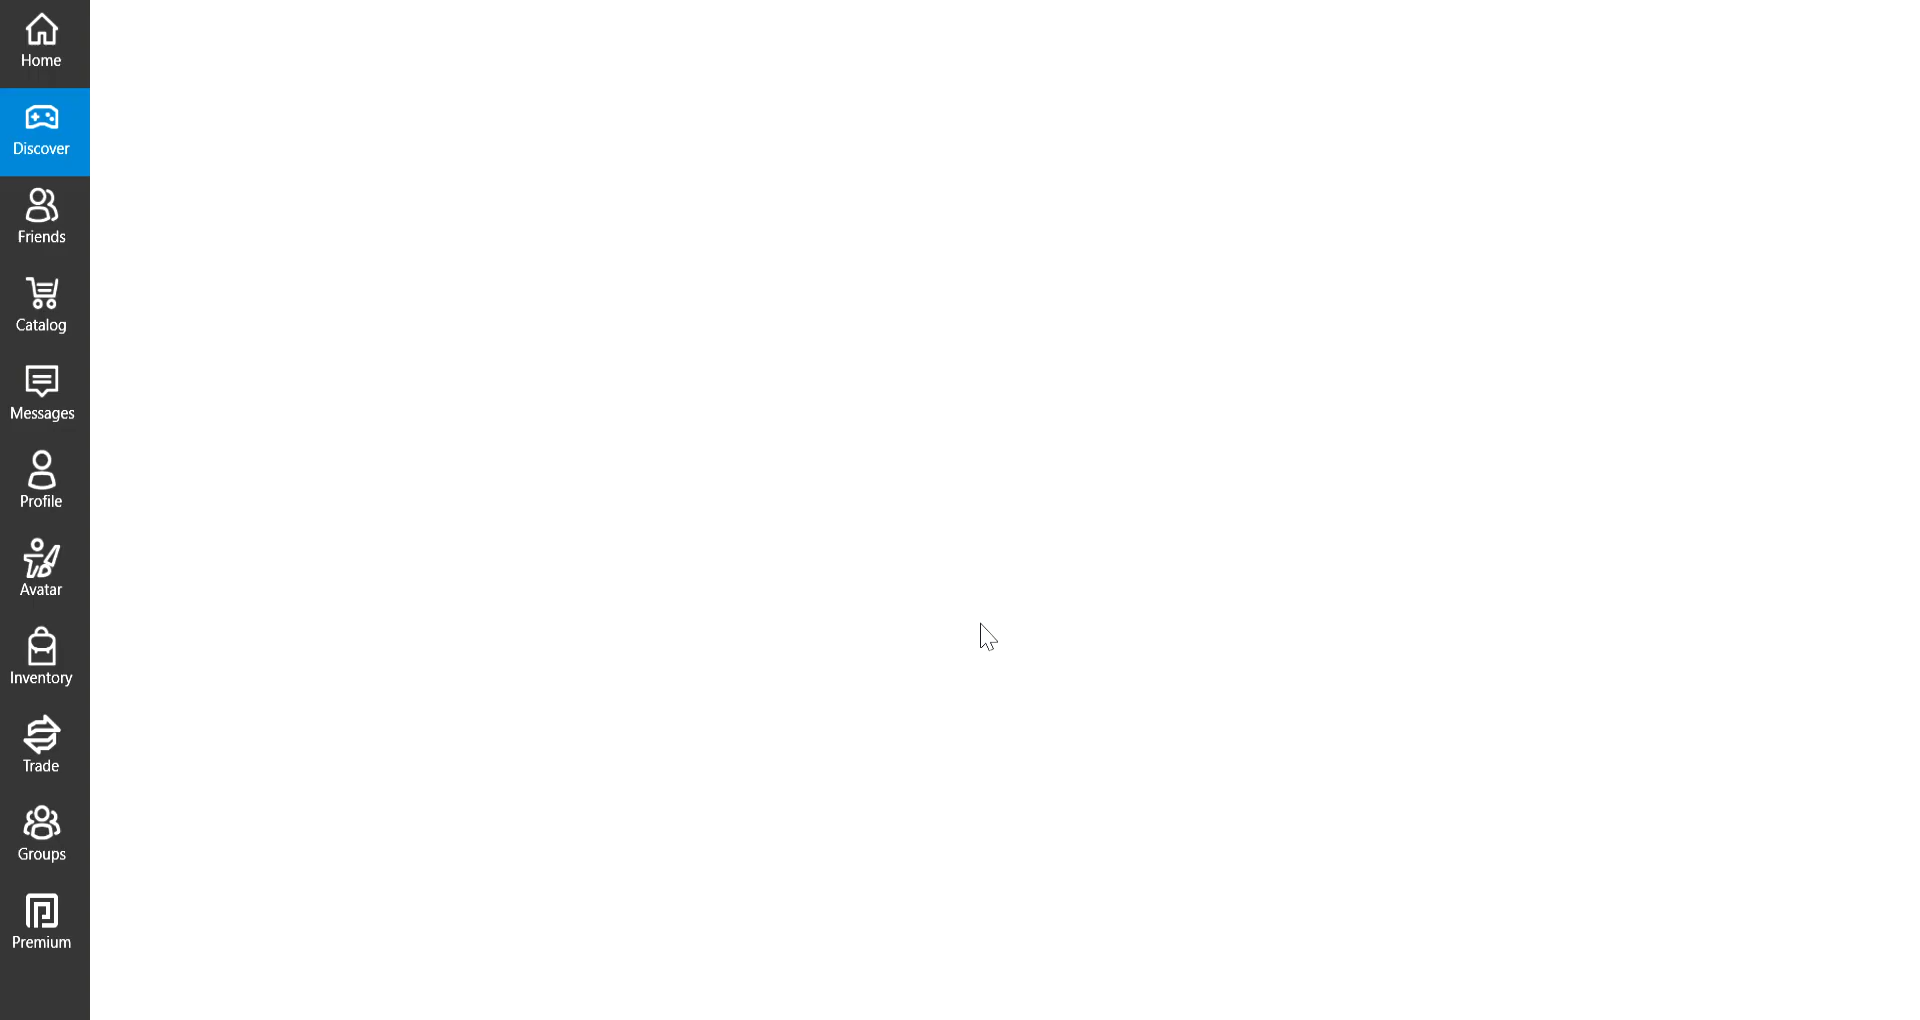 Home
Discover
Friends
Catalog
Messages
Profile
Avatar
Inventory
Trade
Groups
Premium